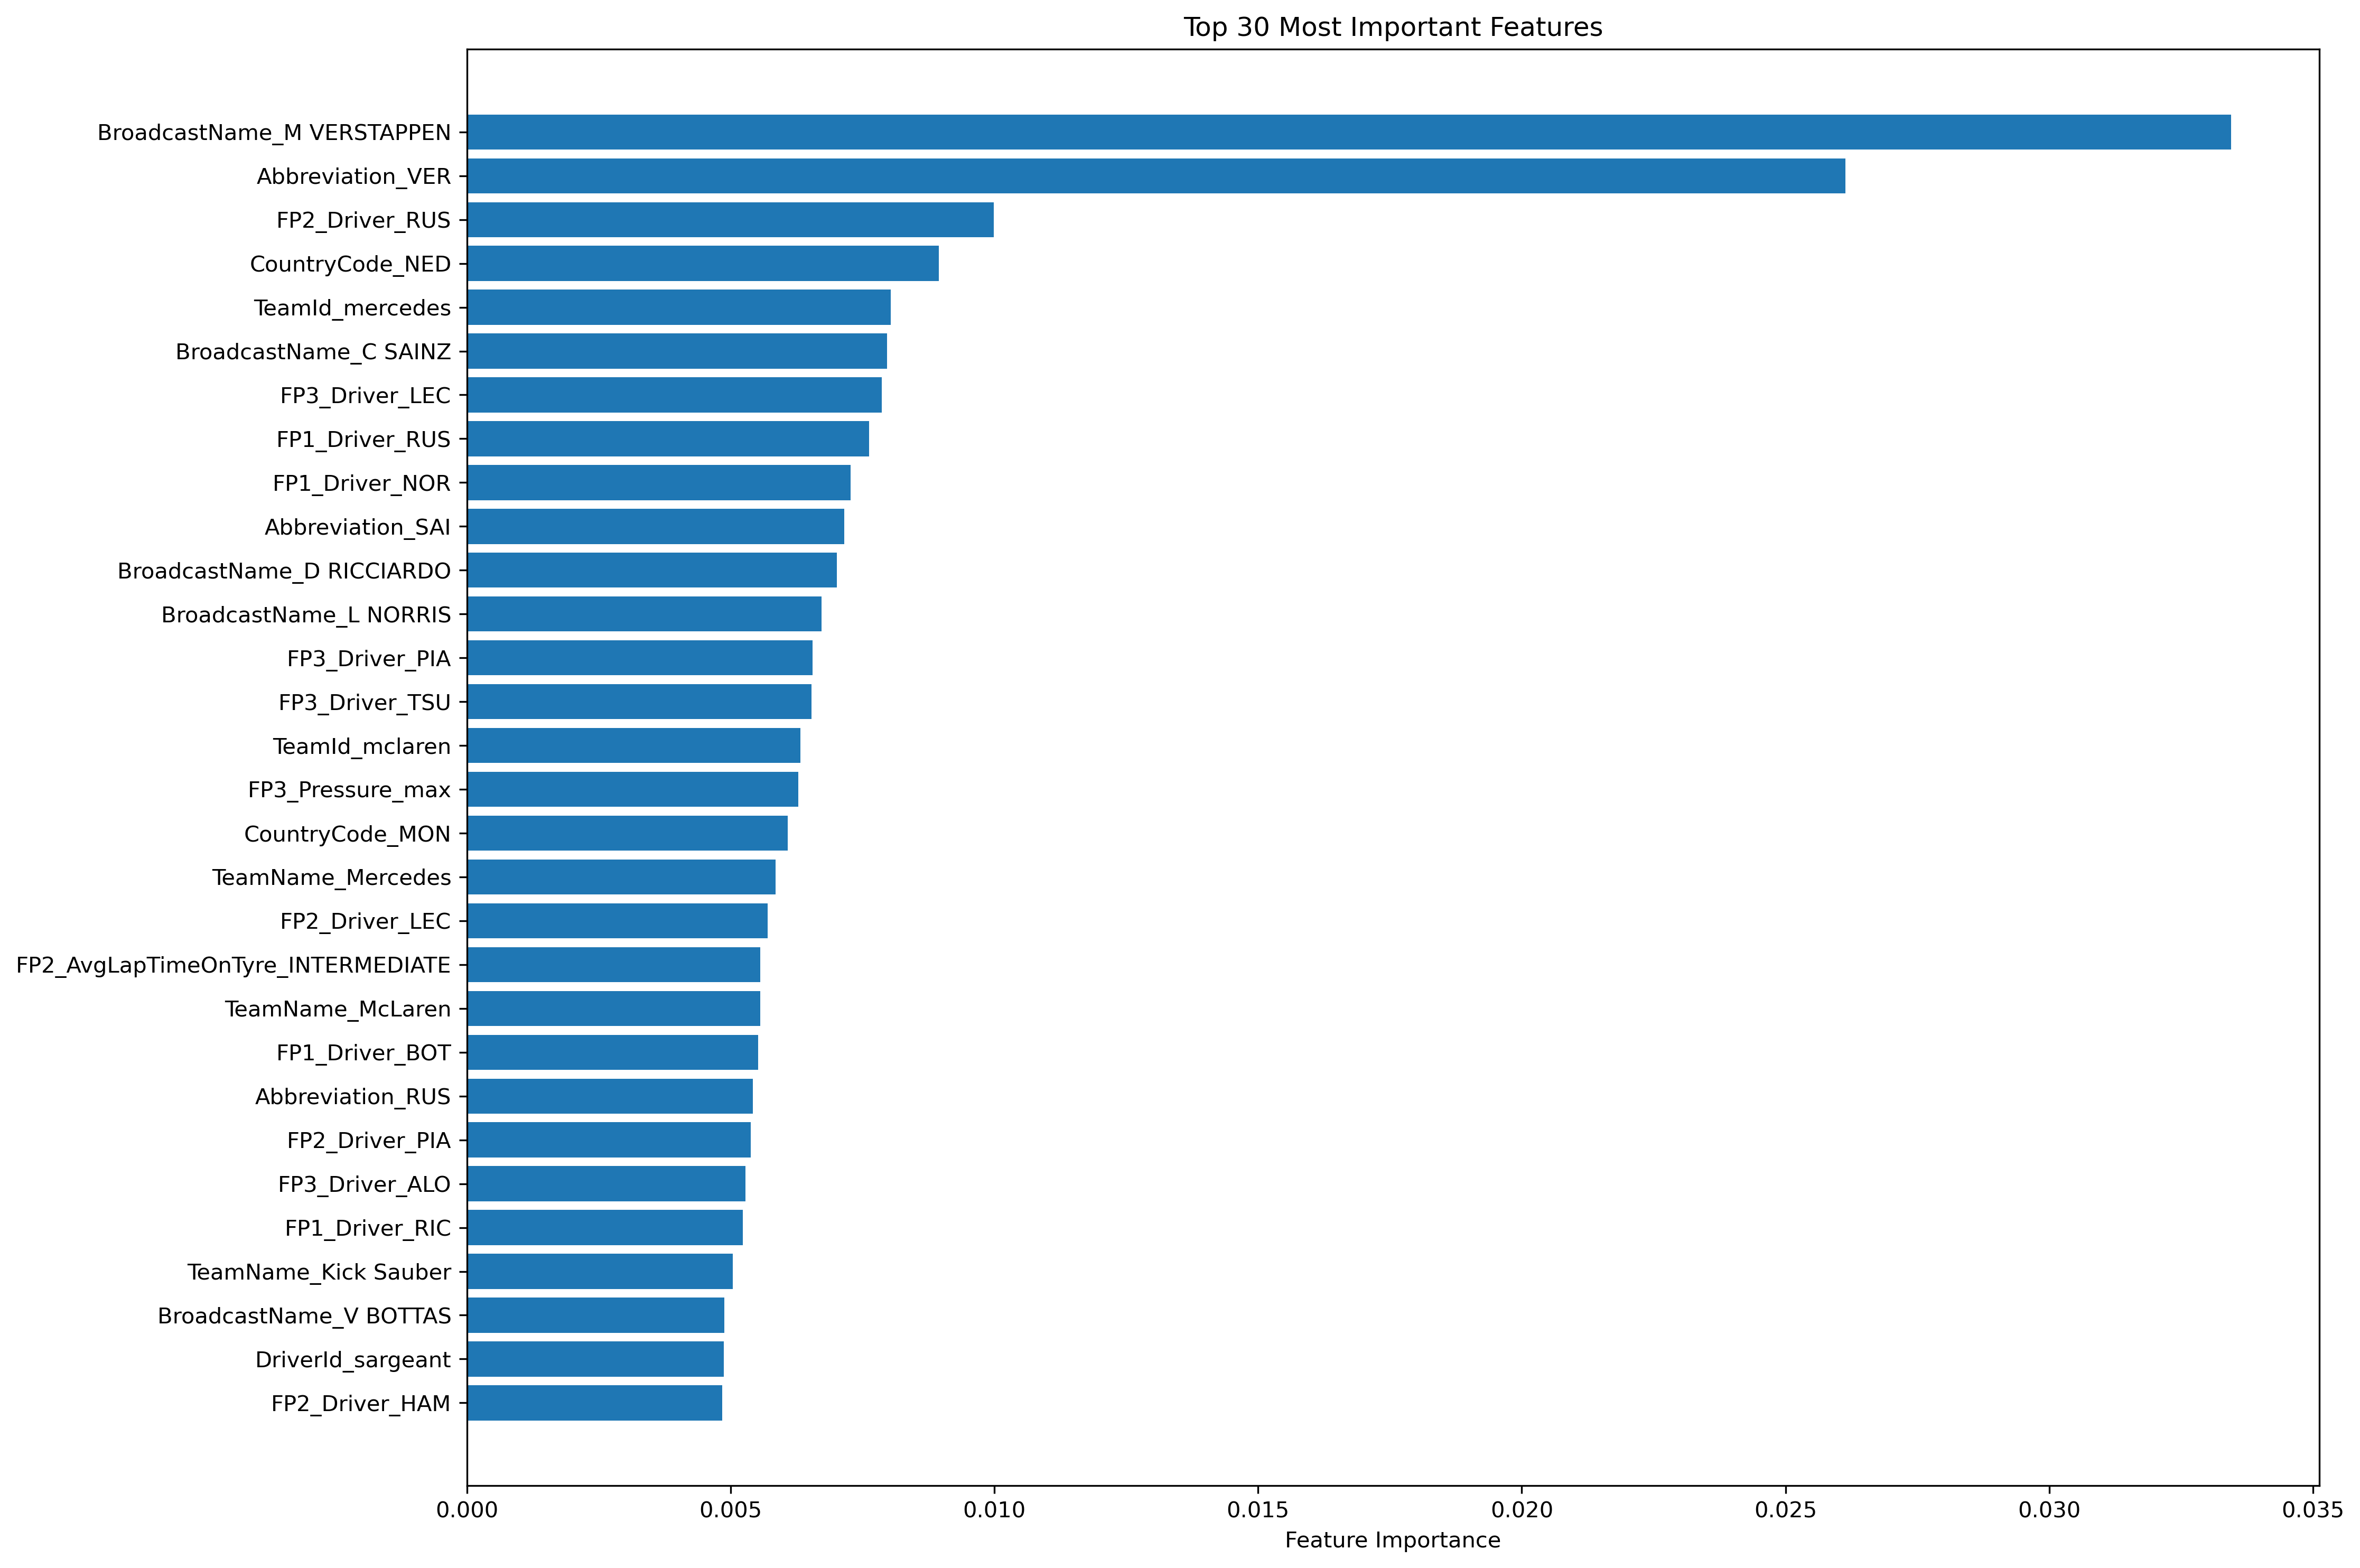 Top 30 Most Important Features
BroadcastName_M VERSTAPPEN
Abbreviation_VER
FP2_Driver_RUS
CountryCode_NED
TeamId_mercedes
BroadcastName_C SAINZ
FP3_Driver_LEC
FP1_Driver_RUS
FP1_Driver_NOR
Abbreviation_SAI
BroadcastName_D RICCIARDO
BroadcastName_L NORRIS
FP3_Driver_PIA
FP3_Driver_TSU
TeamId_mclaren
FP3_Pressure_max
CountryCode_MON
TeamName_Mercedes
FP2_Driver_LEC
FP2_AvgLapTimeOnTyre_INTERMEDIATE
TeamName_McLaren
FP1_Driver_BOT
Abbreviation_RUS
FP2_Driver_PIA
FP3_Driver_ALO
FP1_Driver_RIC
TeamName_Kick Sauber
BroadcastName_V BOTTAS
DriverId_sargeant
FP2_Driver_HAM
0.000 0.005 0.010 0.015 0.020 0.025 0.030 0.035
Feature Importance